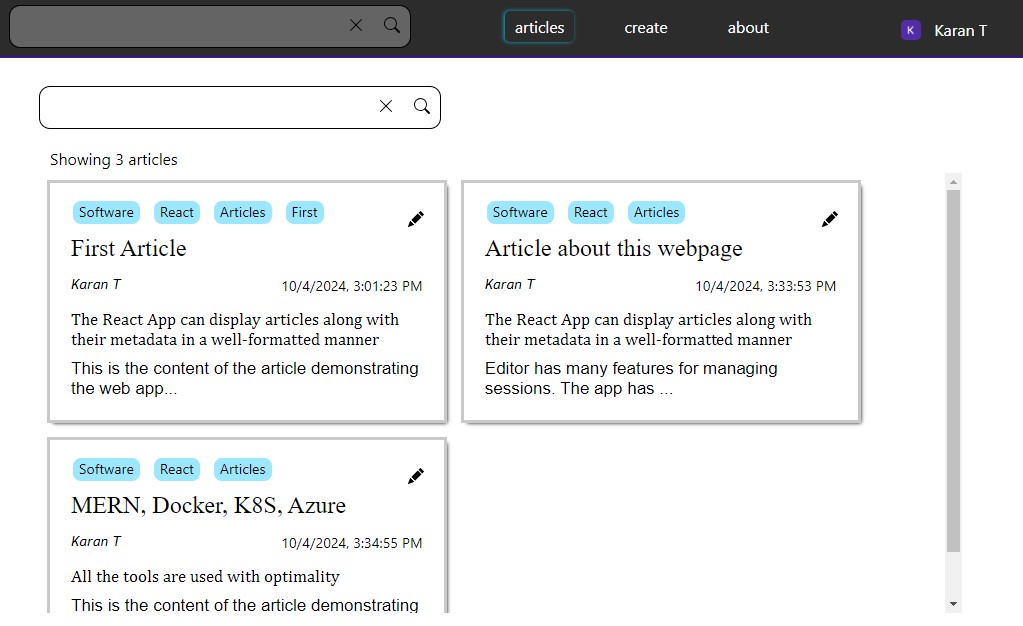 articles
create
about
K
Karan T
Showing 3 articles
Software React Articles First
First Article
Karan T 10/4/2024, 3:01:23 PM
The React App can display articles along with
their metadata in a well-formatted manner
This is the content of the article demonstrating
the web app...
Software React Articles
Article about this webpage
Karan T 10/4/2024, 3:33:53 PM
The React App can display articles along with
their metadata in a well-formatted manner
Editor has many features for managing
sessions. The app has ...
Software React Articles
MERN, Docker, K8S, Azure
Karan T 10/4/2024, 3:34:55 PM
All the tools are used with optimality
This is the content of the article demonstrating